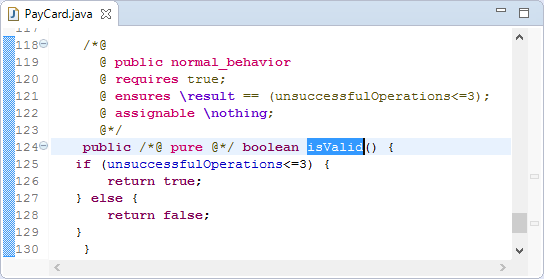 PayCard.java
117
118 /*@
119 @ public normal_behavior
120 @ requires true;
121 @ ensures \result == (unsuccessfulOperations<=3);
122 @ assignable \nothing;
123 @*/
124 public /*@ pure @*/ boolean isValid() {
125 if (unsuccessfulOperations<=3) {
126 return true;
127 } else {
128 return false;
129 }
130 }